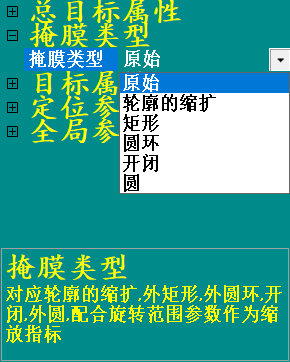 总目标属性
掩膜类型
掩膜类型 原始
目标属
原始
轮廓的缩扩
定位参
矩形
全局参
圆环
开闭
圆
掩膜类型
对应轮廓的缩扩,外矩形,外圆环,开
闭,外圆,配合旋转范围参数作为缩
放指标